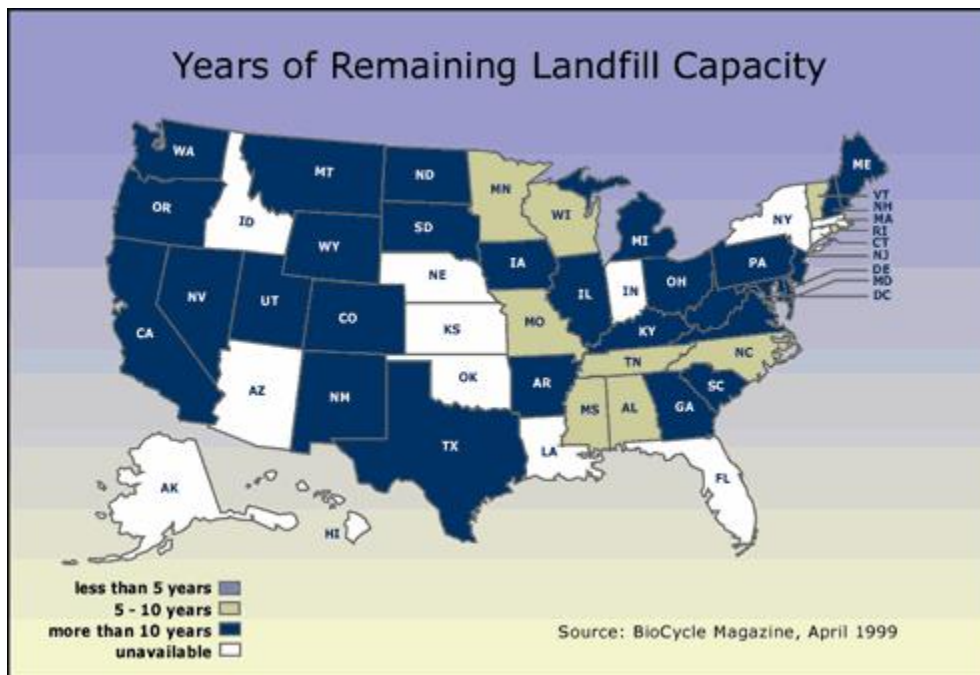 Years of Remaining Landfill Capacity
WA
MT
ND
MN
ME
VT
NH
MA
RI
CT
NJ
DE
MD
DC
OR
ID
WY
SD
WI
MI
NY
PA
IA
NE
NV
UT
CO
IL
IN
OH
CA
KS
MO
KY
AZ
NH
OK
AR
TN
NC
SC
TX
MS
AL
GA
LA
FL
AK
HI
less than 5 years
5 - 10 years
more than 10 years
unavailable
Source: BioCycle Magazine, April 1999